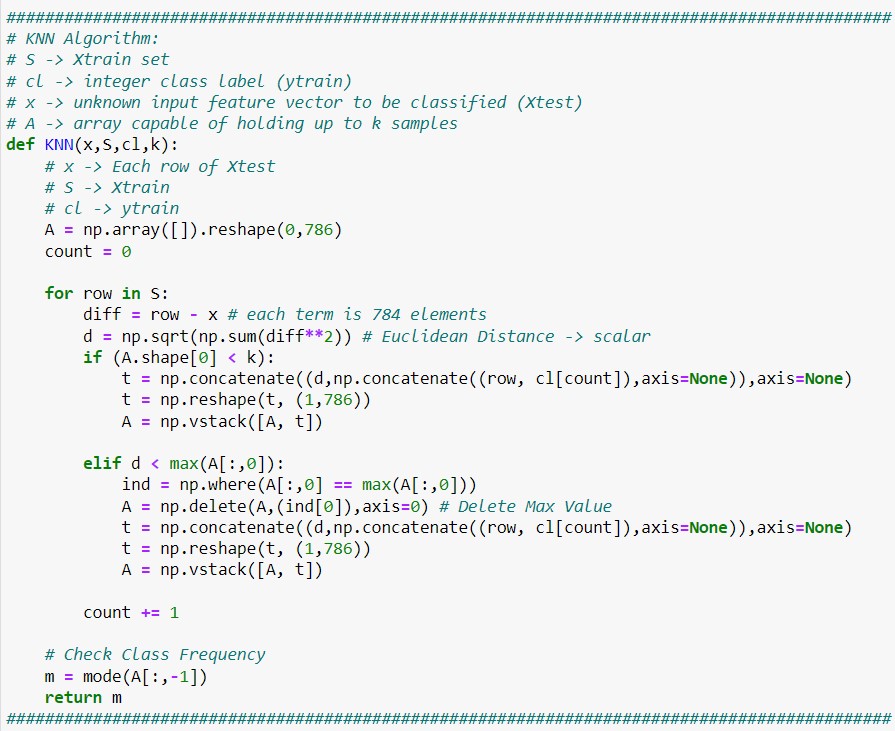 ############################################################################################
# KNN Algorithm:
# S -> Xtrain set
# cl -> integer class label (ytrain)
# x -> unknown input feature vector to be classified (Xtest)
# A -> array capable of holding up to k samples
def KNN(x,S,cl,k):
    # x -> Each row of Xtest
    # S -> Xtrain
    # cl -> ytrain
    A = np.array([]).reshape(0,786)
    count = 0

    for row in S:
        diff = row - x # each term is 784 elements
        d = np.sqrt(np.sum(diff**2)) # Euclidean Distance -> scalar
        if (A.shape[0] < k):
            t = np.concatenate((d,np.concatenate((row, cl[count]),axis=None)),axis=None)
            t = np.reshape(t, (1,786))
            A = np.vstack([A, t])

        elif d < max(A[:,0]):
            ind = np.where(A[:,0] == max(A[:,0]))
            A = np.delete(A,(ind[0]),axis=0) # Delete Max Value
            t = np.concatenate((d,np.concatenate((row, cl[count]),axis=None)),axis=None)
            t = np.reshape(t, (1,786))
            A = np.vstack([A, t])

        count += 1

    # Check Class Frequency
    m = mode(A[:,-1])
    return m
############################################################################################